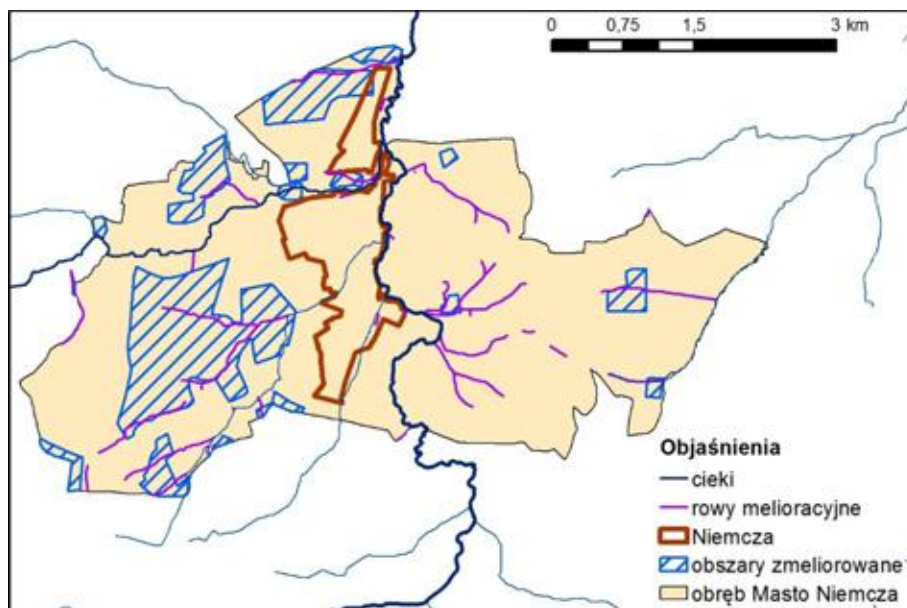 0 0,75 1,5 3 km
Objaśnienia
cieki
rowy melioracyjne
Niemcza
obszary zmeliorowane
obręb Masto Niemcza